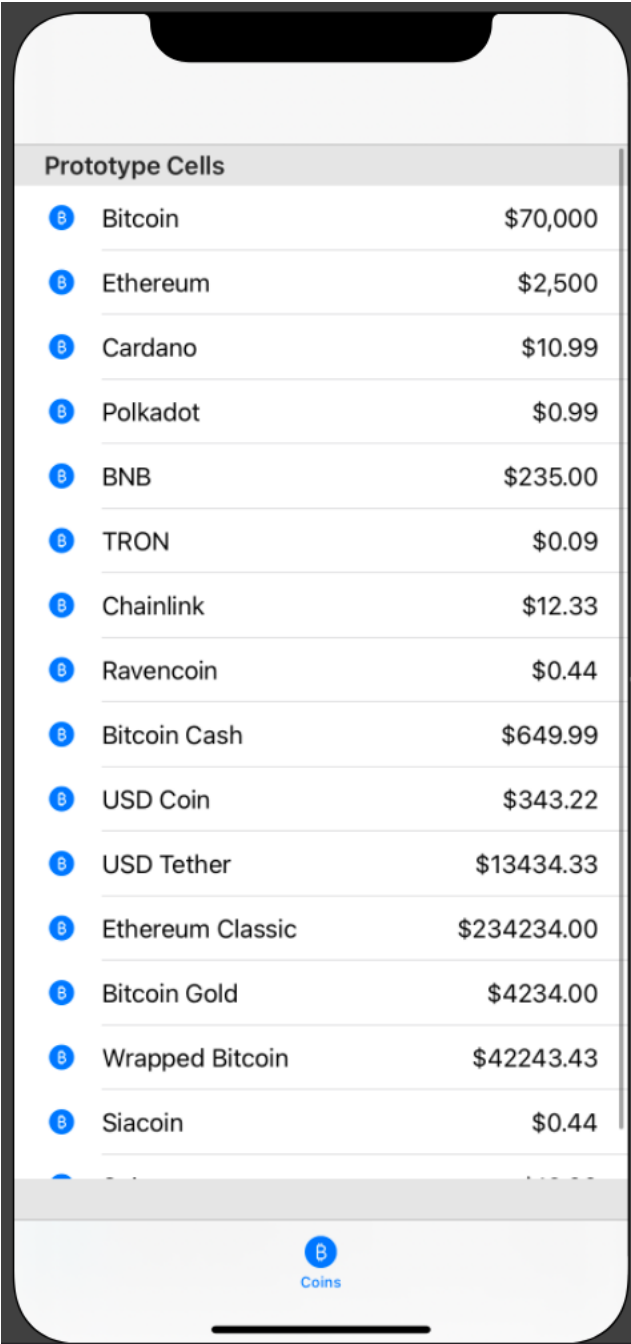 Prototype Cells
Bitcoin $70,000
Ethereum $2,500
Cardano $10.99
Polkadot $0.99
BNB $235.00
TRON $0.09
Chainlink $12.33
Ravencoin $0.44
Bitcoin Cash $649.99
USD Coin $343.22
USD Tether $13434.33
Ethereum Classic $234234.00
Bitcoin Gold $4234.00
Wrapped Bitcoin $42243.43
Siacoin $0.44
Coins